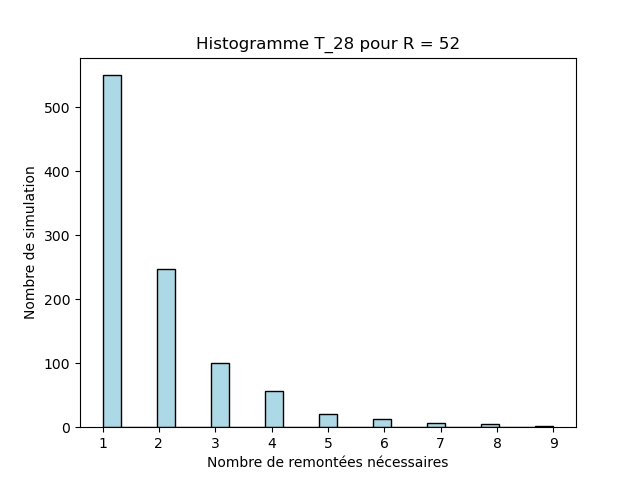 Histogramme T_28 pour R = 52
Nombre de simulation
500
400
300
200
100
0
1 2 3 4 5 6 7 8 9
Nombre de remontées nécessaires